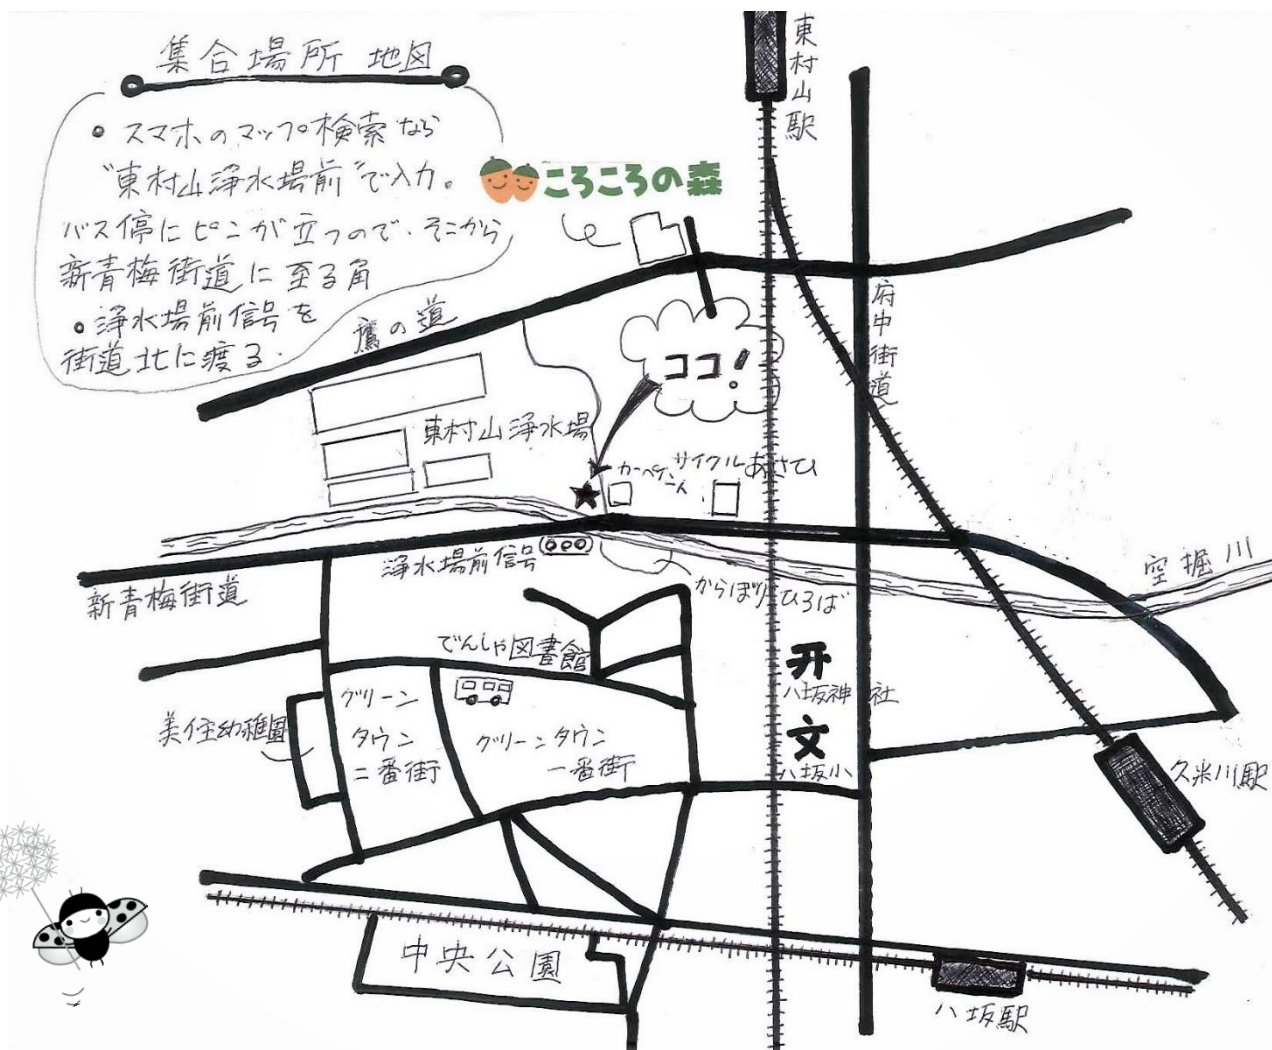 集合場所 地図
• スマホのマップ検索なら
"東村山浄水場前"で入力。
バス停にピンが立つので、そこから
新青梅街道に至る角
• 浄水場前信号を
街道北に渡る.
東村山駅
ころころの森
鷹の道
府中街道
ココ!
東村山浄水場
カーペんん
サイクルあさひ
浄水場前信号
新青梅街道
からぼりひろば
空堀川
でんしゃ図書館
八坂神社
美住幼稚園
グリーン
タウン
二番街
グリーンタウン
一番街
文
八坂小
久米川駅
中央公園
八坂駅